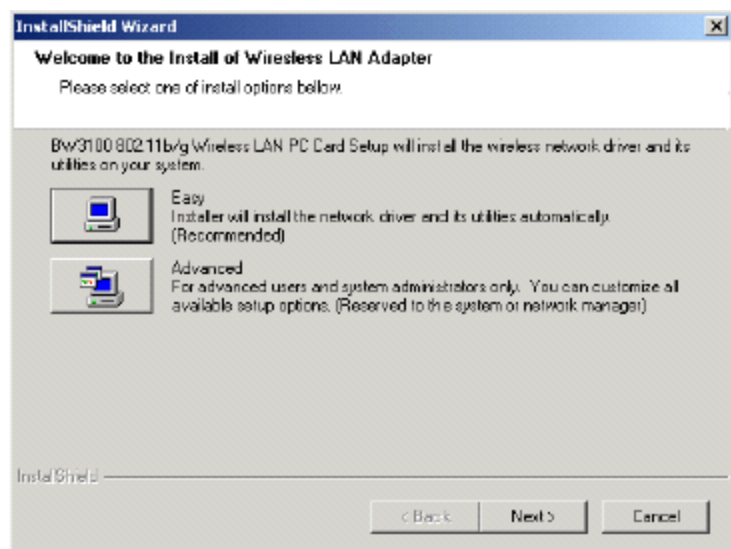 InstallShield Wizard
Welcome to the Install of Wiresless LAN Adapter
Please select one of install options bellow.
BW3100 802.11b/g Wireless LAN PC Card Setup will install the wireless network driver and its
utilities on your system.
Easy
Installer will install the network driver and its utilities automatically.
(Recommended)
Advanced
For advanced users and system administrators only. You can customize all
available setup options. (Reserved to the system or network manager)
InstallShield
< Back
Next >
Cancel